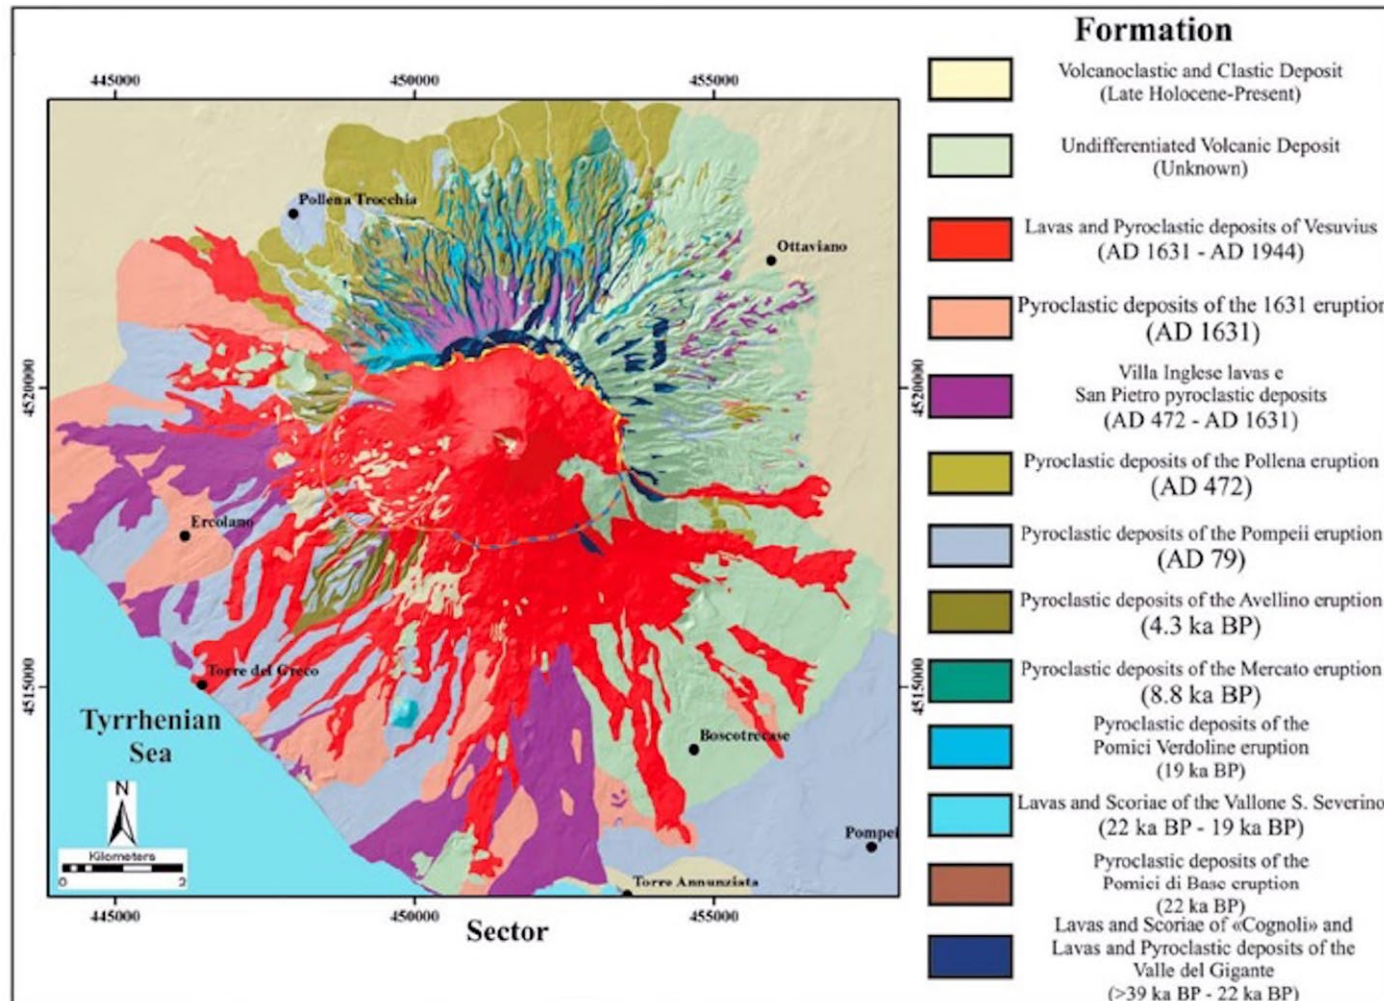 Formation
445000
450000
455000
Volcanoclastic and Clastic Deposit
(Late Holocene-Present)
Undifferentiated Volcanic Deposit
(Unknown)
Pollena Trocchia
Ottaviano
Lavas and Pyroclastic deposits of Vesuvius
(AD 1631 - AD 1944)
Pyroclastic deposits of the 1631 eruption
(AD 1631)
4520000
4520000
Villa Inglese lavas e
San Pietro pyroclastic deposits
(AD 472 - AD 1631)
Pyroclastic deposits of the Pollena eruption
(AD 472)
Ercolano
Pyroclastic deposits of the Pompeii eruption
(AD 79)
Pyroclastic deposits of the Avellino eruption
(4.3 ka BP)
4515000
4515000
Torre del Greco
Pyroclastic deposits of the Mercato eruption
(8.8 ka BP)
Tyrrhenian
Sea
Boscotrecase
Pyroclastic deposits of the
Pomici Verdoline eruption
(19 ka BP)
N
Kilometers
0 2
Lavas and Scoriae of the Vallone S. Severino
(22 ka BP - 19 ka BP)
Pompei
Torre Annunziata
Pyroclastic deposits of the
Pomici di Base eruption
(22 ka BP)
445000
450000
455000
Sector
Lavas and Scoriae of «Cognoli» and
Lavas and Pyroclastic deposits of the
Valle del Gigante
(>39 ka BP - 22 ka BP)